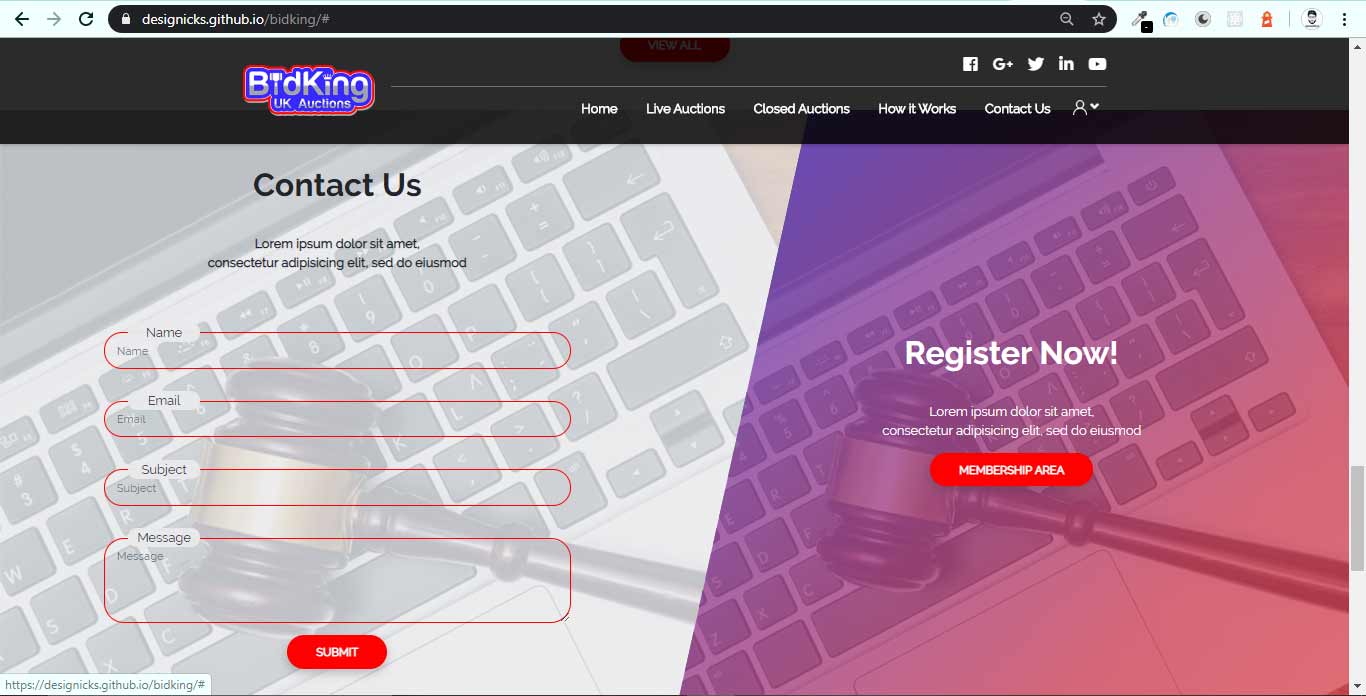 designicks.github.io/bidking/#
VIEW ALL
BidKing
UK Auctions
Home
Live Auctions
Closed Auctions
How it Works
Contact Us
Contact Us
Lorem ipsum dolor sit amet,
consectetur adipisicing elit, sed do eiusmod
Name
Name
Email
Email
Subject
Subject
Message
Message
SUBMIT
Register Now!
Lorem ipsum dolor sit amet,
consectetur adipisicing elit, sed do eiusmod
MEMBERSHIP AREA
https://designicks.github.io/bidking/#